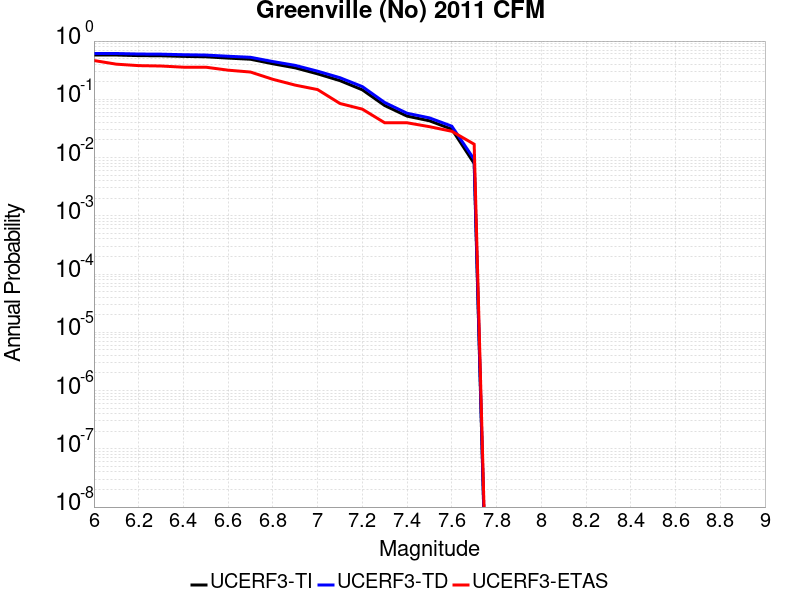 Greenville (No) 2011 CFM
10^0
10^-1
10^-2
10^-3
10^-4
10^-5
10^-6
10^-7
10^-8
Annual Probability
6 6.2 6.4 6.6 6.8 7 7.2 7.4 7.6 7.8 8 8.2 8.4 8.6 8.8 9
Magnitude
UCERF3-TI UCERF3-TD UCERF3-ETAS